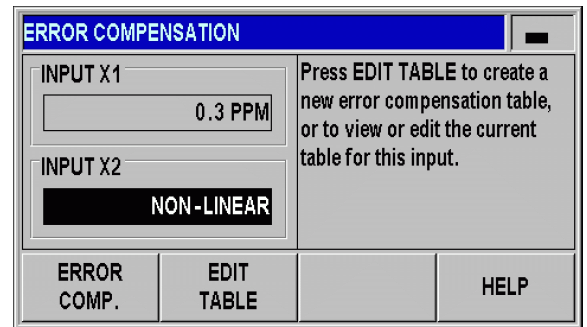 ERROR COMPENSATION
INPUT X1
0.3 PPM
INPUT X2
NON-LINEAR
Press EDIT TABLE to create a
new error compensation table,
or to view or edit the current
table for this input.
ERROR
COMP.
EDIT
TABLE
HELP